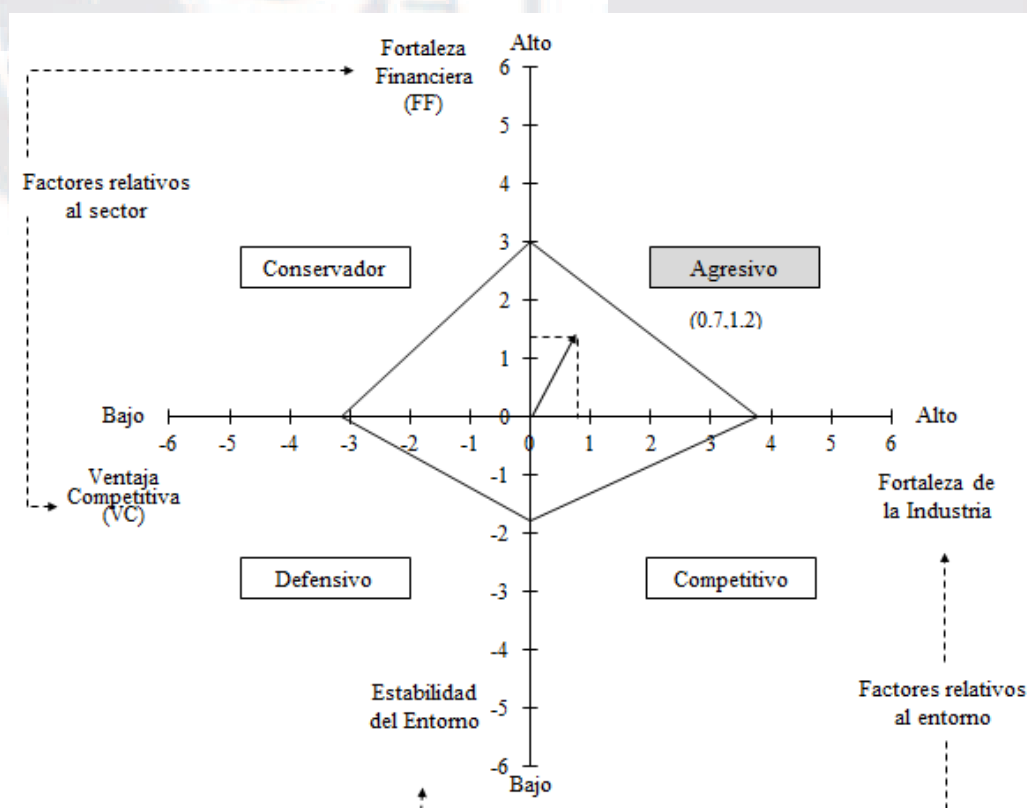 Alto
Fortaleza
Financiera
(FF)
6
5
4
3
2
1
0
Factores relativos
al sector
Conservador
Agresivo
(0.7,1.2)
Bajo
Alto
-6 -5 -4 -3 -2 -1 0 1 2 3 4 5 6
Ventaja
Competitiva
(VC)
Fortaleza de
la Industria
-1
-2
-3
-4
-5
-6
Defensivo
Competitivo
Estabilidad
del Entorno
Factores relativos
al entorno
Bajo